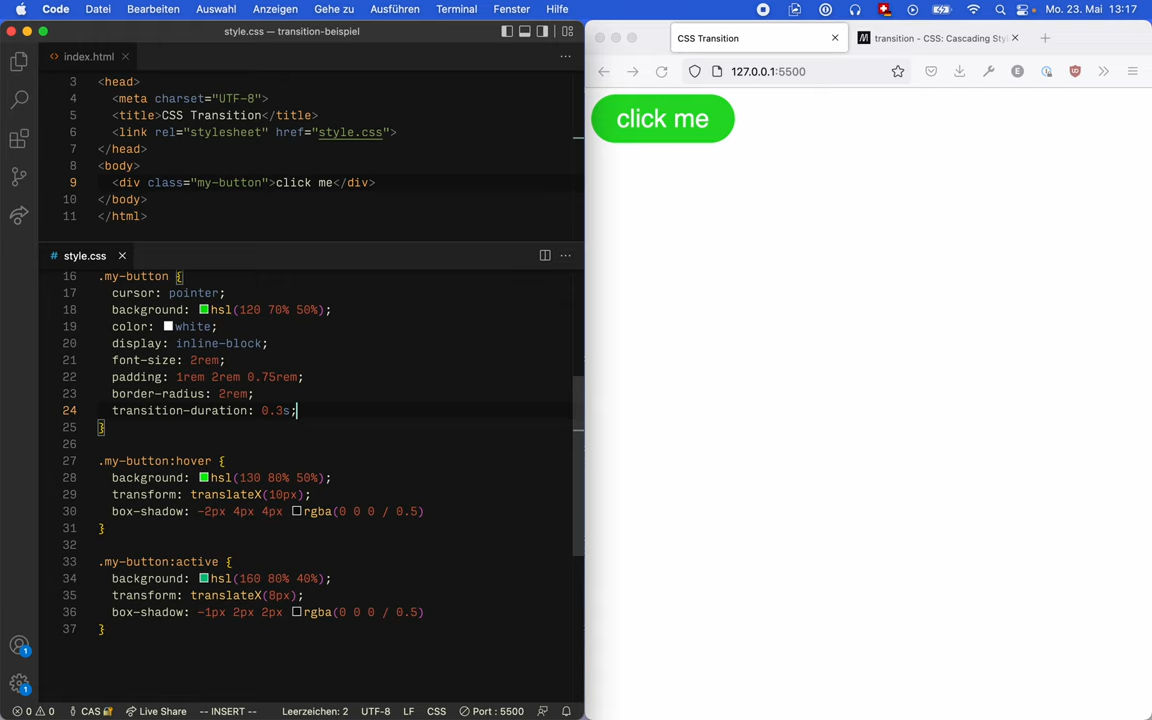 Code Datei Bearbeiten Auswahl Anzeigen Gehe zu Ausführen Terminal Fenster Hilfe Mo. 23. Mai 13:17
style.css — transition-beispiel
CSS Transition
transition - CSS: Cascading Sty
index.html
127.0.0.1:5500
3 <head>
4 <meta charset="UTF-8">
5 <title>CSS Transition</title>
6 <link rel="stylesheet" href="style.css">
7 </head>
8 <body>
9 <div class="my-button">click me</div>
10 </body>
11 </html>
click me
# style.css
16 .my-button {
17 cursor: pointer;
18 background: hsl(120 70% 50%);
19 color: white;
20 display: inline-block;
21 font-size: 2rem;
22 padding: 1rem 2rem 0.75rem;
23 border-radius: 2rem;
24 transition-duration: 0.3s;
25 }
26
27 .my-button:hover {
28 background: hsl(130 80% 50%);
29 transform: translateX(10px);
30 box-shadow: -2px 4px 4px rgba(0 0 0 / 0.5)
31 }
32
33 .my-button:active {
34 background: hsl(160 80% 40%);
35 transform: translateX(8px);
36 box-shadow: -1px 2px 2px rgba(0 0 0 / 0.5)
37 }
1
1
0 0 CAS Live Share -- INSERT -- Leerzeichen: 2 UTF-8 LF CSS Port : 5500